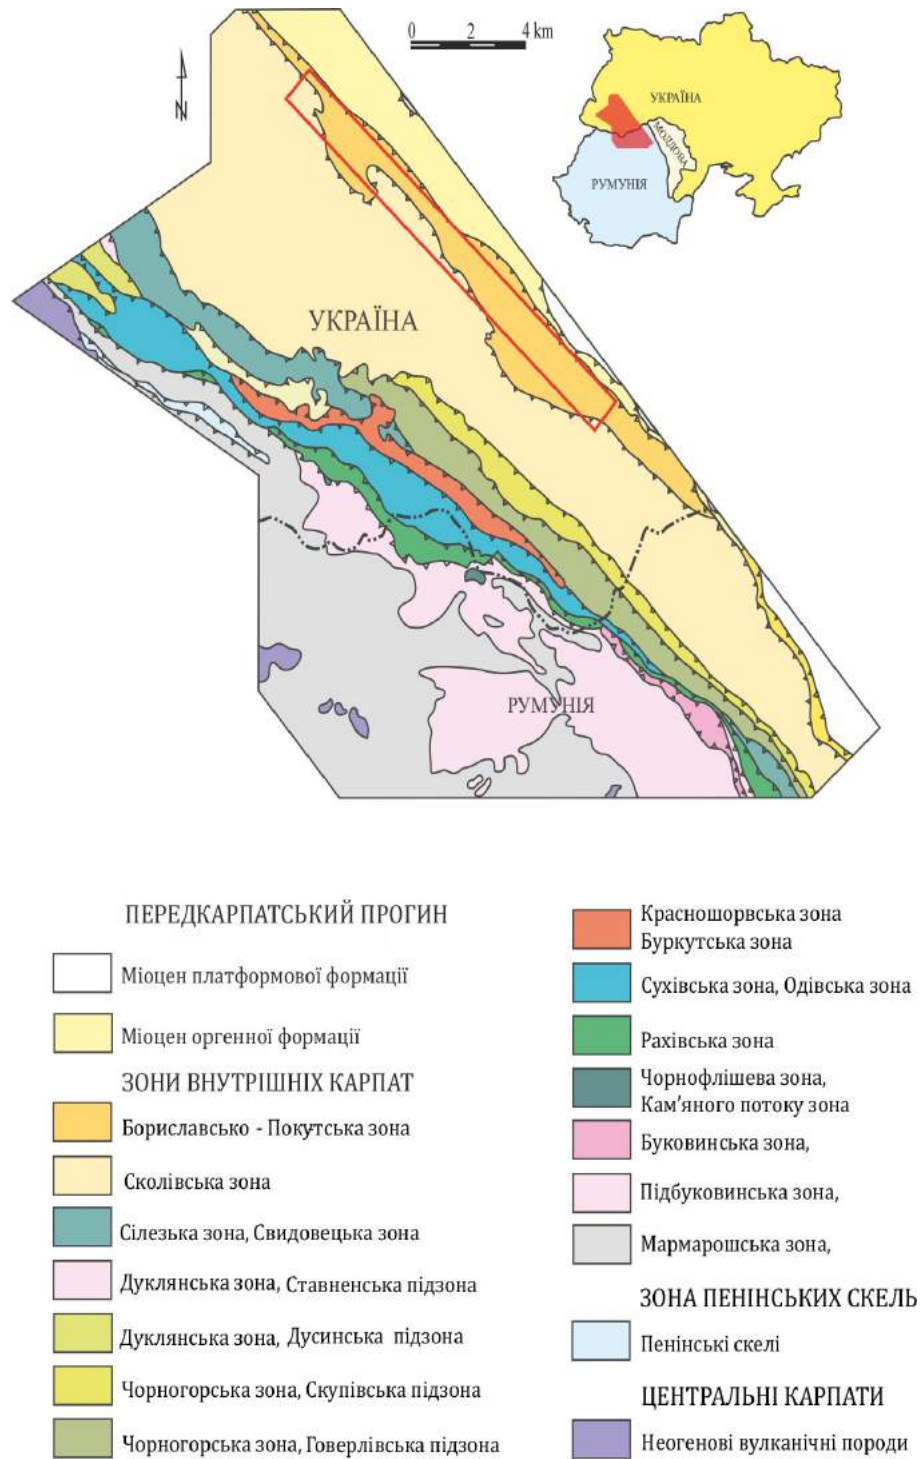 0 2 4 km
N
УКРАЇНА
МОЛДОВА
РУМУНІЯ
УКРАЇНА
РУМУНІЯ
ПЕРЕДКАРПАТСЬКИЙ ПРОГИН
Міоцен платформової формації
Міоцен оргенної формації
ЗОНИ ВНУТРІШНІХ КАРПАТ
Бориславсько - Покутська зона
Сколівська зона
Сілезька зона, Свидовецька зона
Дуклянська зона, Ставненська підзона
Дуклянська зона, Дусинська підзона
Чорногорська зона, Скупівська підзона
Чорногорська зона, Говерлівська підзона
Красношорвська зона
Буркутська зона
Сухівська зона, Одівська зона
Рахівська зона
Чорнофлішева зона,
Кам’яного потоку зона
Буковинська зона,
Підбуковинська зона,
Мармарошська зона,
ЗОНА ПЕНІНСЬКИХ СКЕЛЬ
Пенінські скелі
ЦЕНТРАЛЬНІ КАРПАТИ
Неогенові вулканічні породи